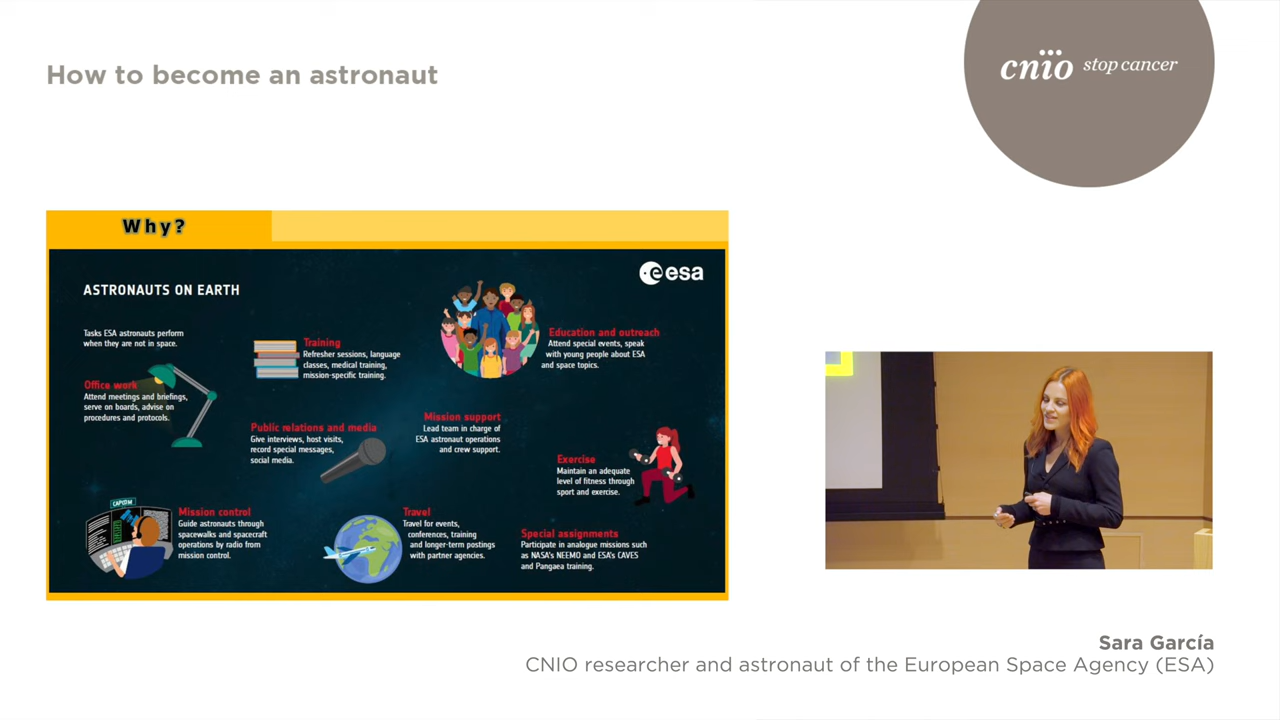 How to become an astronaut
cnio stop cancer
Why?
esa
ASTRONAUTS ON EARTH
Tasks ESA astronauts perform
when they are not in space.
Office work
Attend meetings and briefings,
serve on boards, advise on
procedures and protocols.
Training
Refresher sessions, language
classes, medical training,
mission-specific training.
Education and outreach
Attend special events, speak
with young people about ESA
and space topics.
Public relations and media
Give interviews, host visits,
record special messages,
social media.
Mission support
Lead team in charge of
ESA astronaut operations
and crew support.
Exercise
Maintain an adequate
level of fitness through
sport and exercise.
CAPCOM
Mission control
Guide astronauts through
spacewalks and spacecraft
operations by radio from
mission control.
Travel
Travel for events,
conferences, training
and longer-term postings
with partner agencies.
Special assignments
Participate in analogue missions such
as NASA's NEEMO and ESA's CAVES
and Pangaea training.
Sara García
CNIO researcher and astronaut of the European Space Agency (ESA)